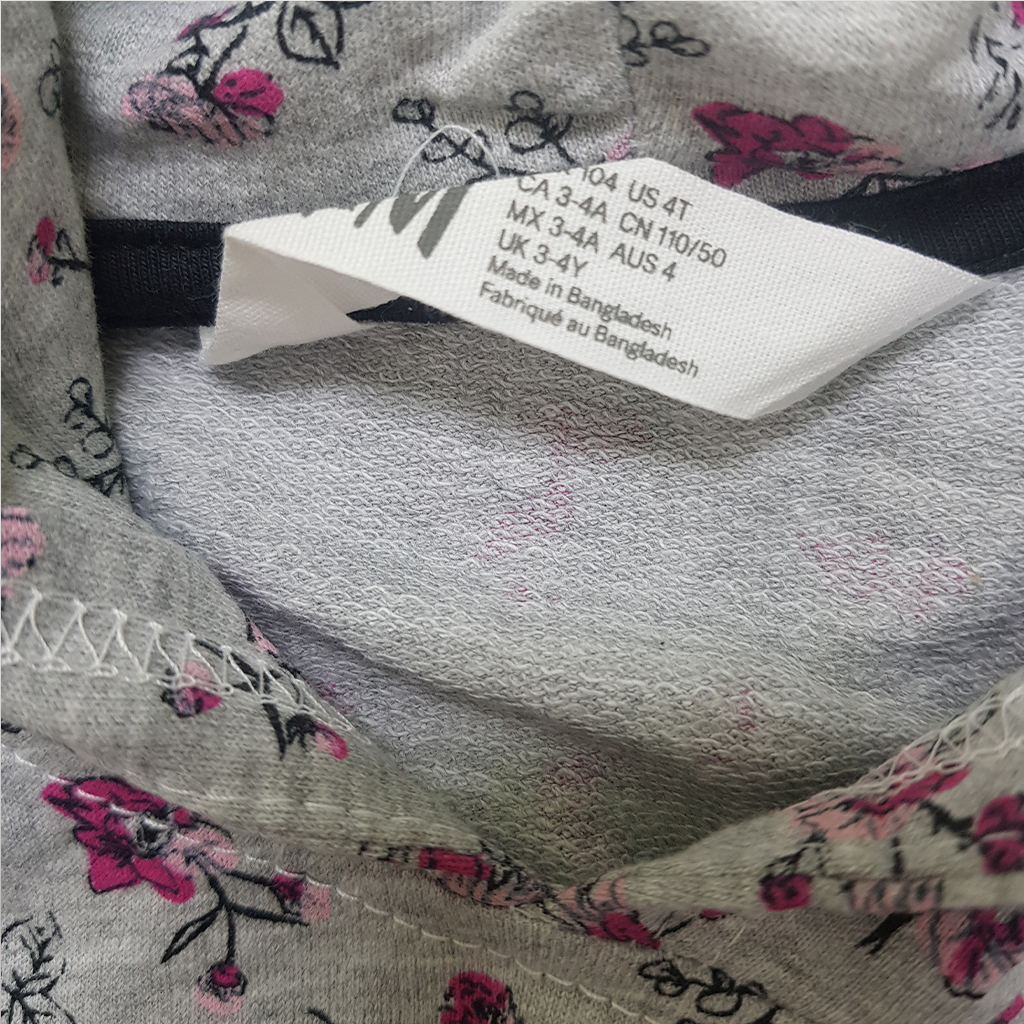 M
104 US 4T
CA 3-4A CN 110/50
MX 3-4A AUS 4
UK 3-4Y
Made in Bangladesh
Fabriqué au Bangladesh